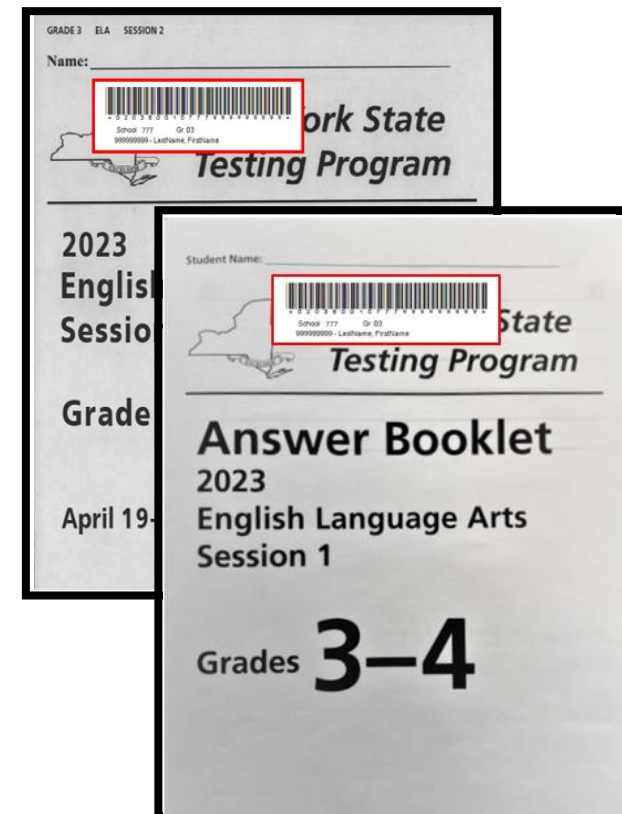 GRADE 3 ELA SESSION 2
Name:
School 777 Gr 03
999999999 - LastName, FirstName
ork State
Testing Program
2023
Englis
Sessio
Grade
April 19-
Student Name:
School 777 Gr 03
999999999 - LastName, FirstName
State
Testing Program
Answer Booklet
2023
English Language Arts
Session 1
Grades 3–4